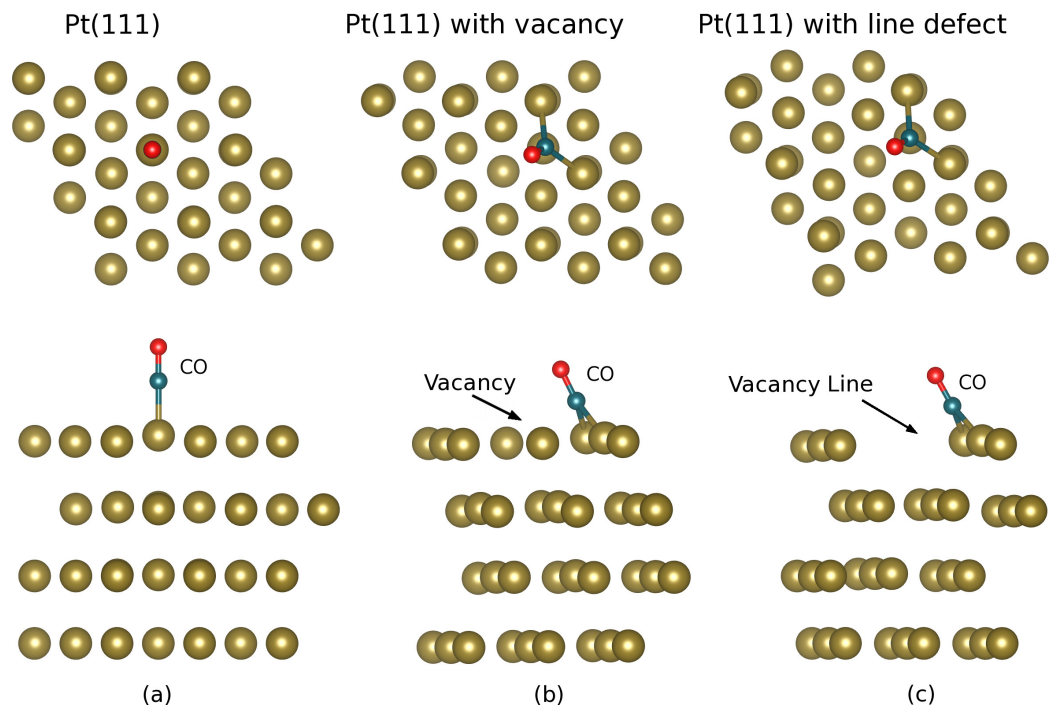 Pt(111)
Pt(111) with vacancy
Pt(111) with line defect
CO
Vacancy
CO
Vacancy Line
CO
(a)
(b)
(c)